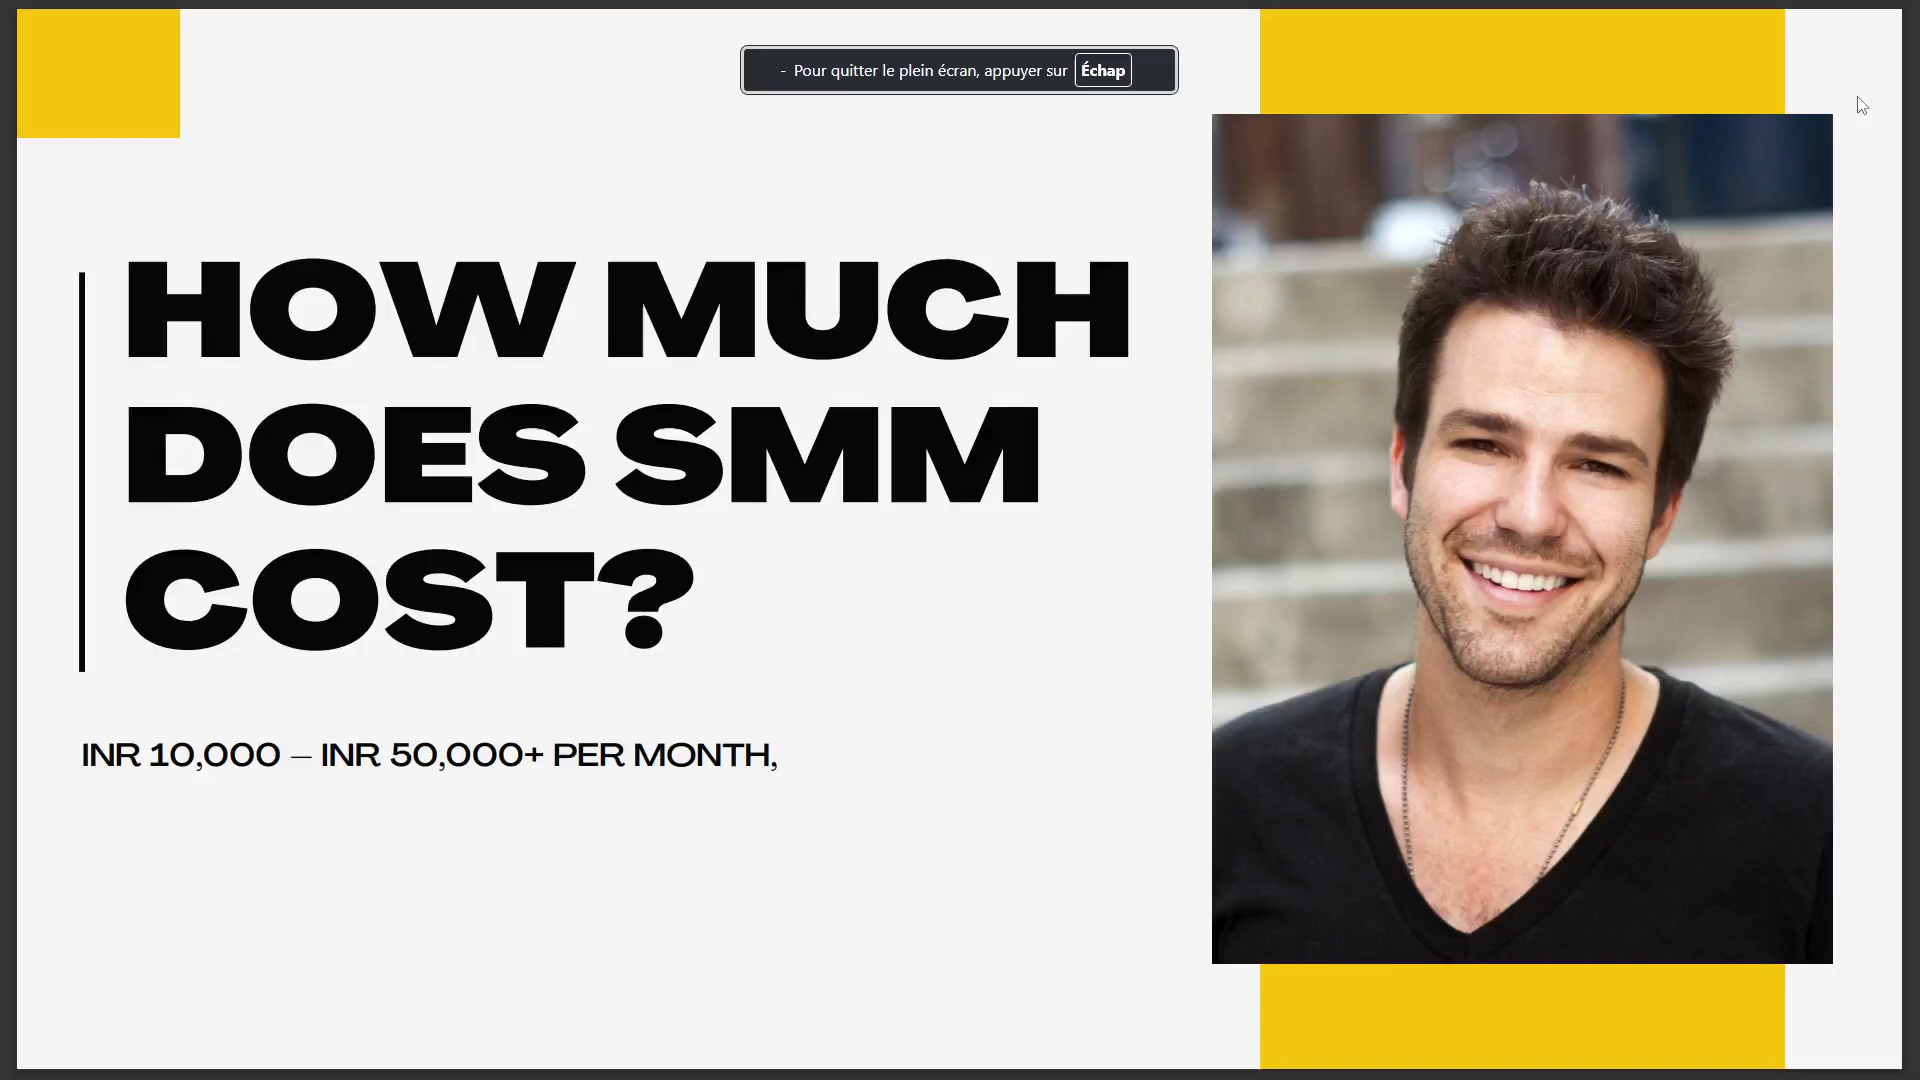 - Pour quitter le plein écran, appuyer sur Échap
HOW MUCH
DOES SMM
COST?
INR 10,000 – INR 50,000+ PER MONTH,